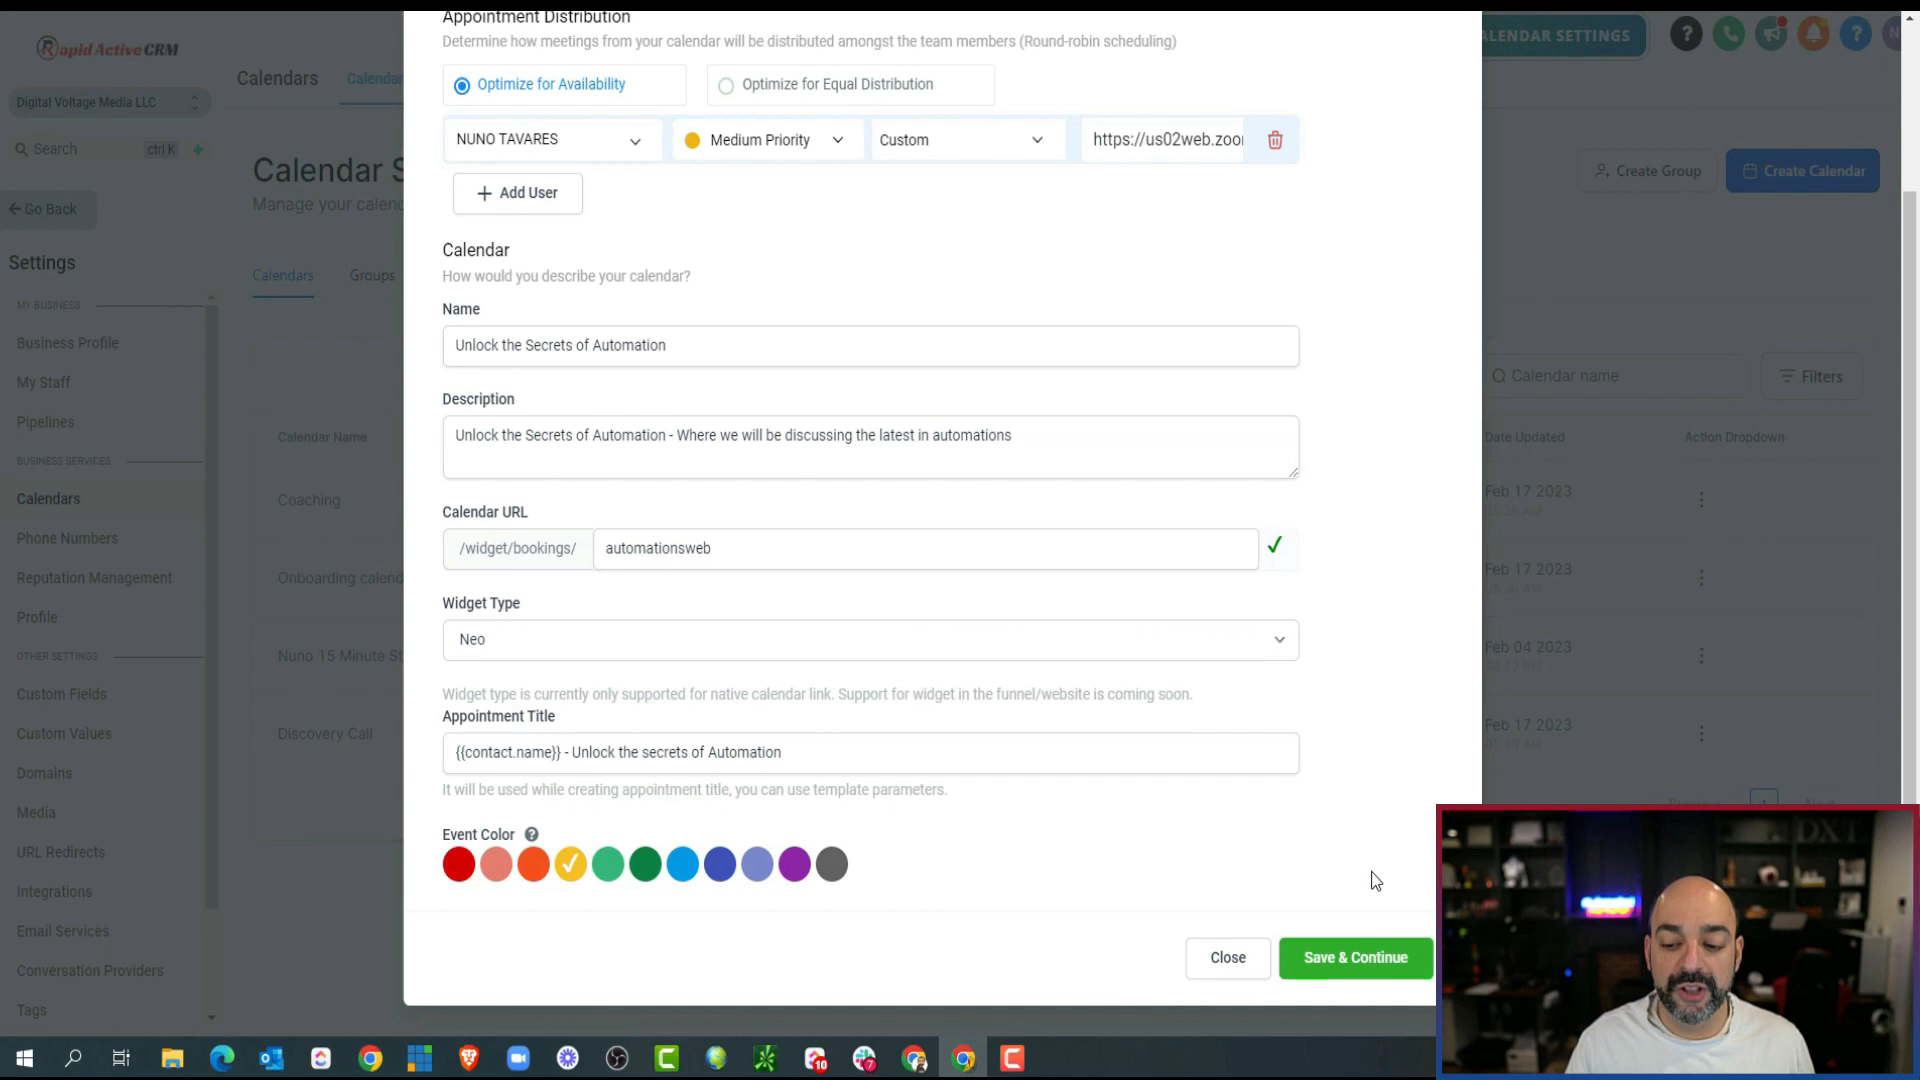 Appointment Distribution
Determine how meetings from your calendar will be distributed amongst the team members (Round-robin scheduling)
Optimize for Availability
Optimize for Equal Distribution
NUNO TAVARES
Medium Priority
Custom
https://us02web.zoo
Add User
Calendar
How would you describe your calendar?
Name
Unlock the Secrets of Automation
Description
Unlock the Secrets of Automation - Where we will be discussing the latest in automations
Calendar URL
/widget/bookings/
automationsweb
Widget Type
Neo
Widget type is currently only supported for native calendar link. Support for widget in the funnel/website is coming soon.
Appointment Title
{{contact.name}} - Unlock the secrets of Automation
It will be used while creating appointment title, you can use template parameters.
Event Color
Close
Save & Continue
Rapid Active CRM
Digital Voltage Media LLC
Search
ctrl K
Go Back
Settings
MY BUSINESS
Business Profile
My Staff
Pipelines
BUSINESS SERVICES
Calendars
Phone Numbers
Reputation Management
Profile
OTHER SETTINGS
Custom Fields
Custom Values
Domains
Media
URL Redirects
Integrations
Email Services
Conversation Providers
Tags
Calendars
Calendar
Calendar S
Manage your calen
Calendars
Groups
Calendar Name
Coaching
Onboarding calend
Nuno 15 Minute St
Discovery Call
ALENDAR SETTINGS
Create Group
Create Calendar
Calendar name
Filters
Date Updated
Action Dropdown
Feb 17 2023
Feb 17 2023
Feb 04 2023
Feb 17 2023
1
10
7